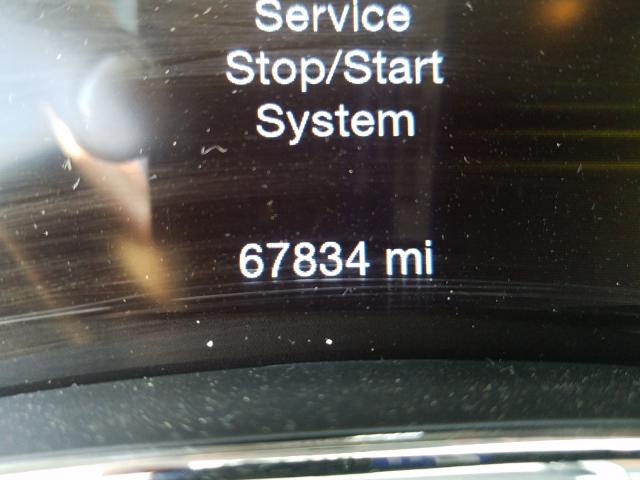 Service
Stop/Start
System
67834 mi